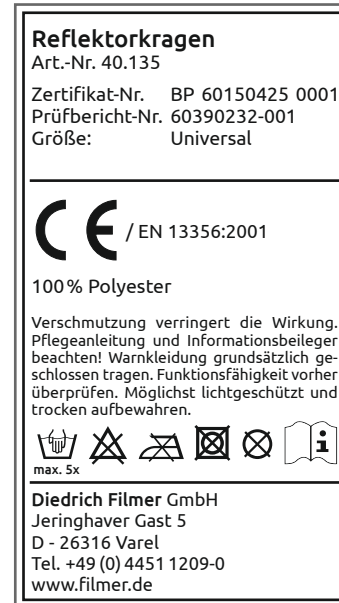 Reflektorkragen
Art.-Nr. 40.135
Zertifikat-Nr. BP 60150425 0001
Prüfbericht-Nr. 60390232-001
Größe: Universal
CE / EN 13356:2001
100 % Polyester
Verschmutzung verringert die Wirkung.
Pflegeanleitung und Informationsbeileger
beachten! Warnkleidung grundsätzlich ge-
schlossen tragen. Funktionsfähigkeit vorher
überprüfen. Möglichst lichtgeschützt und
trocken aufbewahren.
i
max. 5x
Diedrich Filmer GmbH
Jeringhaver Gast 5
D - 26316 Varel
Tel. +49 (0) 4451 1209-0
www.filmer.de